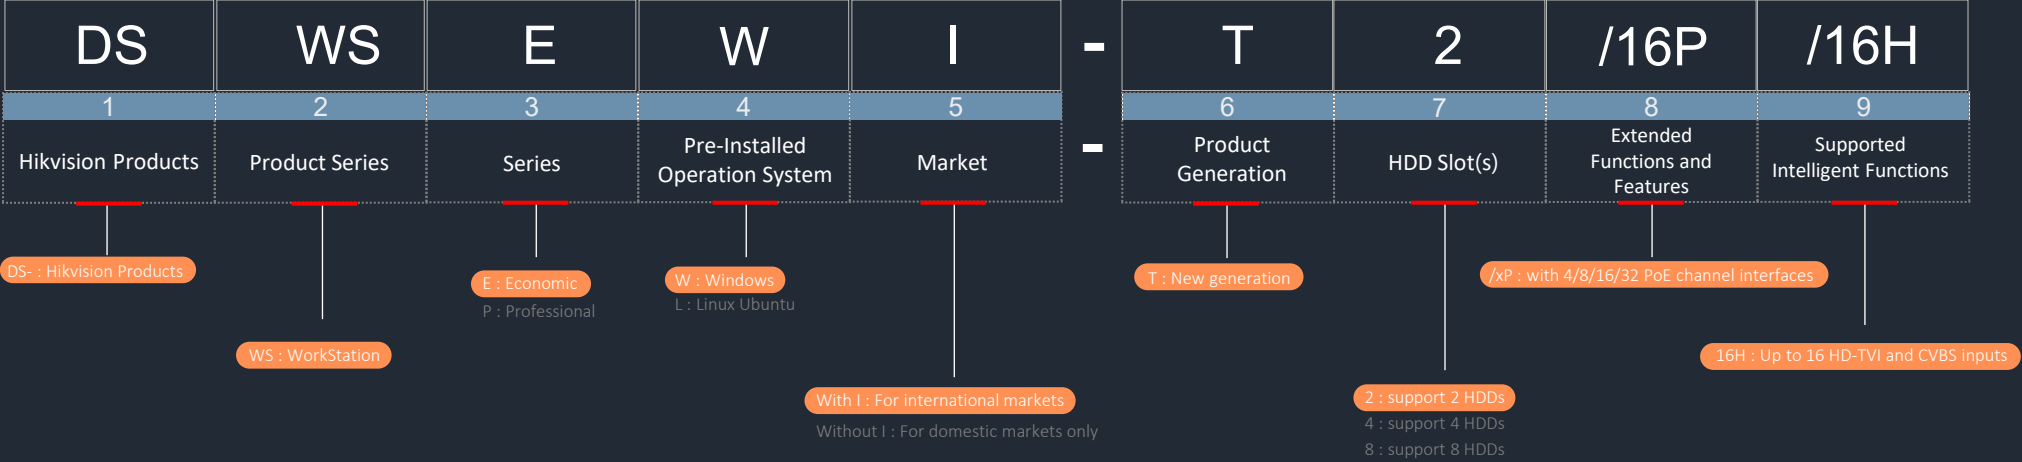 DS WS E W I - T 2 /16P /16H
1 2 3 4 5 6 7 8 9
Hikvision Products
Product Series
Series
Pre-Installed
Operation System
Market
-
Product
Generation
HDD Slot(s)
Extended
Functions and
Features
Supported
Intelligent Functions
DS- : Hikvision Products
WS : WorkStation
E : Economic
P : Professional
W : Windows
L : Linux Ubuntu
With I : For international markets
Without I : For domestic markets only
T : New generation
2 : support 2 HDDs
4 : support 4 HDDs
8 : support 8 HDDs
/xP : with 4/8/16/32 PoE channel interfaces
16H : Up to 16 HD-TVI and CVBS inputs